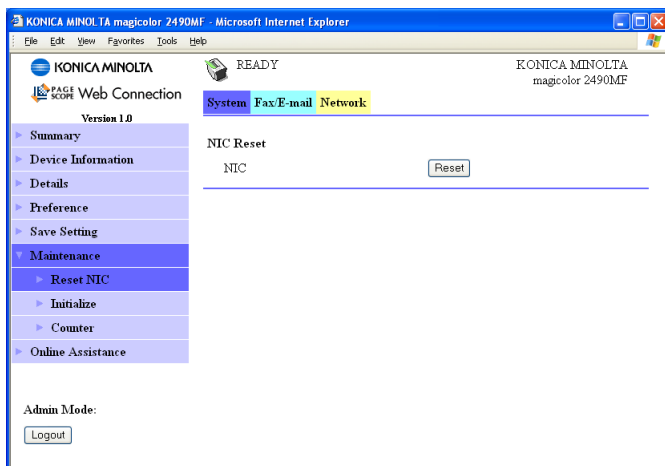 KONICA MINOLTA magicolor 2490MF - Microsoft Internet Explorer
File Edit View Favorites Tools Help
KONICA MINOLTA
PAGE SCOPE Web Connection
Version 1.0
READY
KONICA MINOLTA
magicolor 2490MF
System Fax/E-mail Network
Summary
Device Information
Details
Preference
Save Setting
Maintenance
Reset NIC
Initialize
Counter
Online Assistance
NIC Reset
NIC Reset
Admin Mode:
Logout